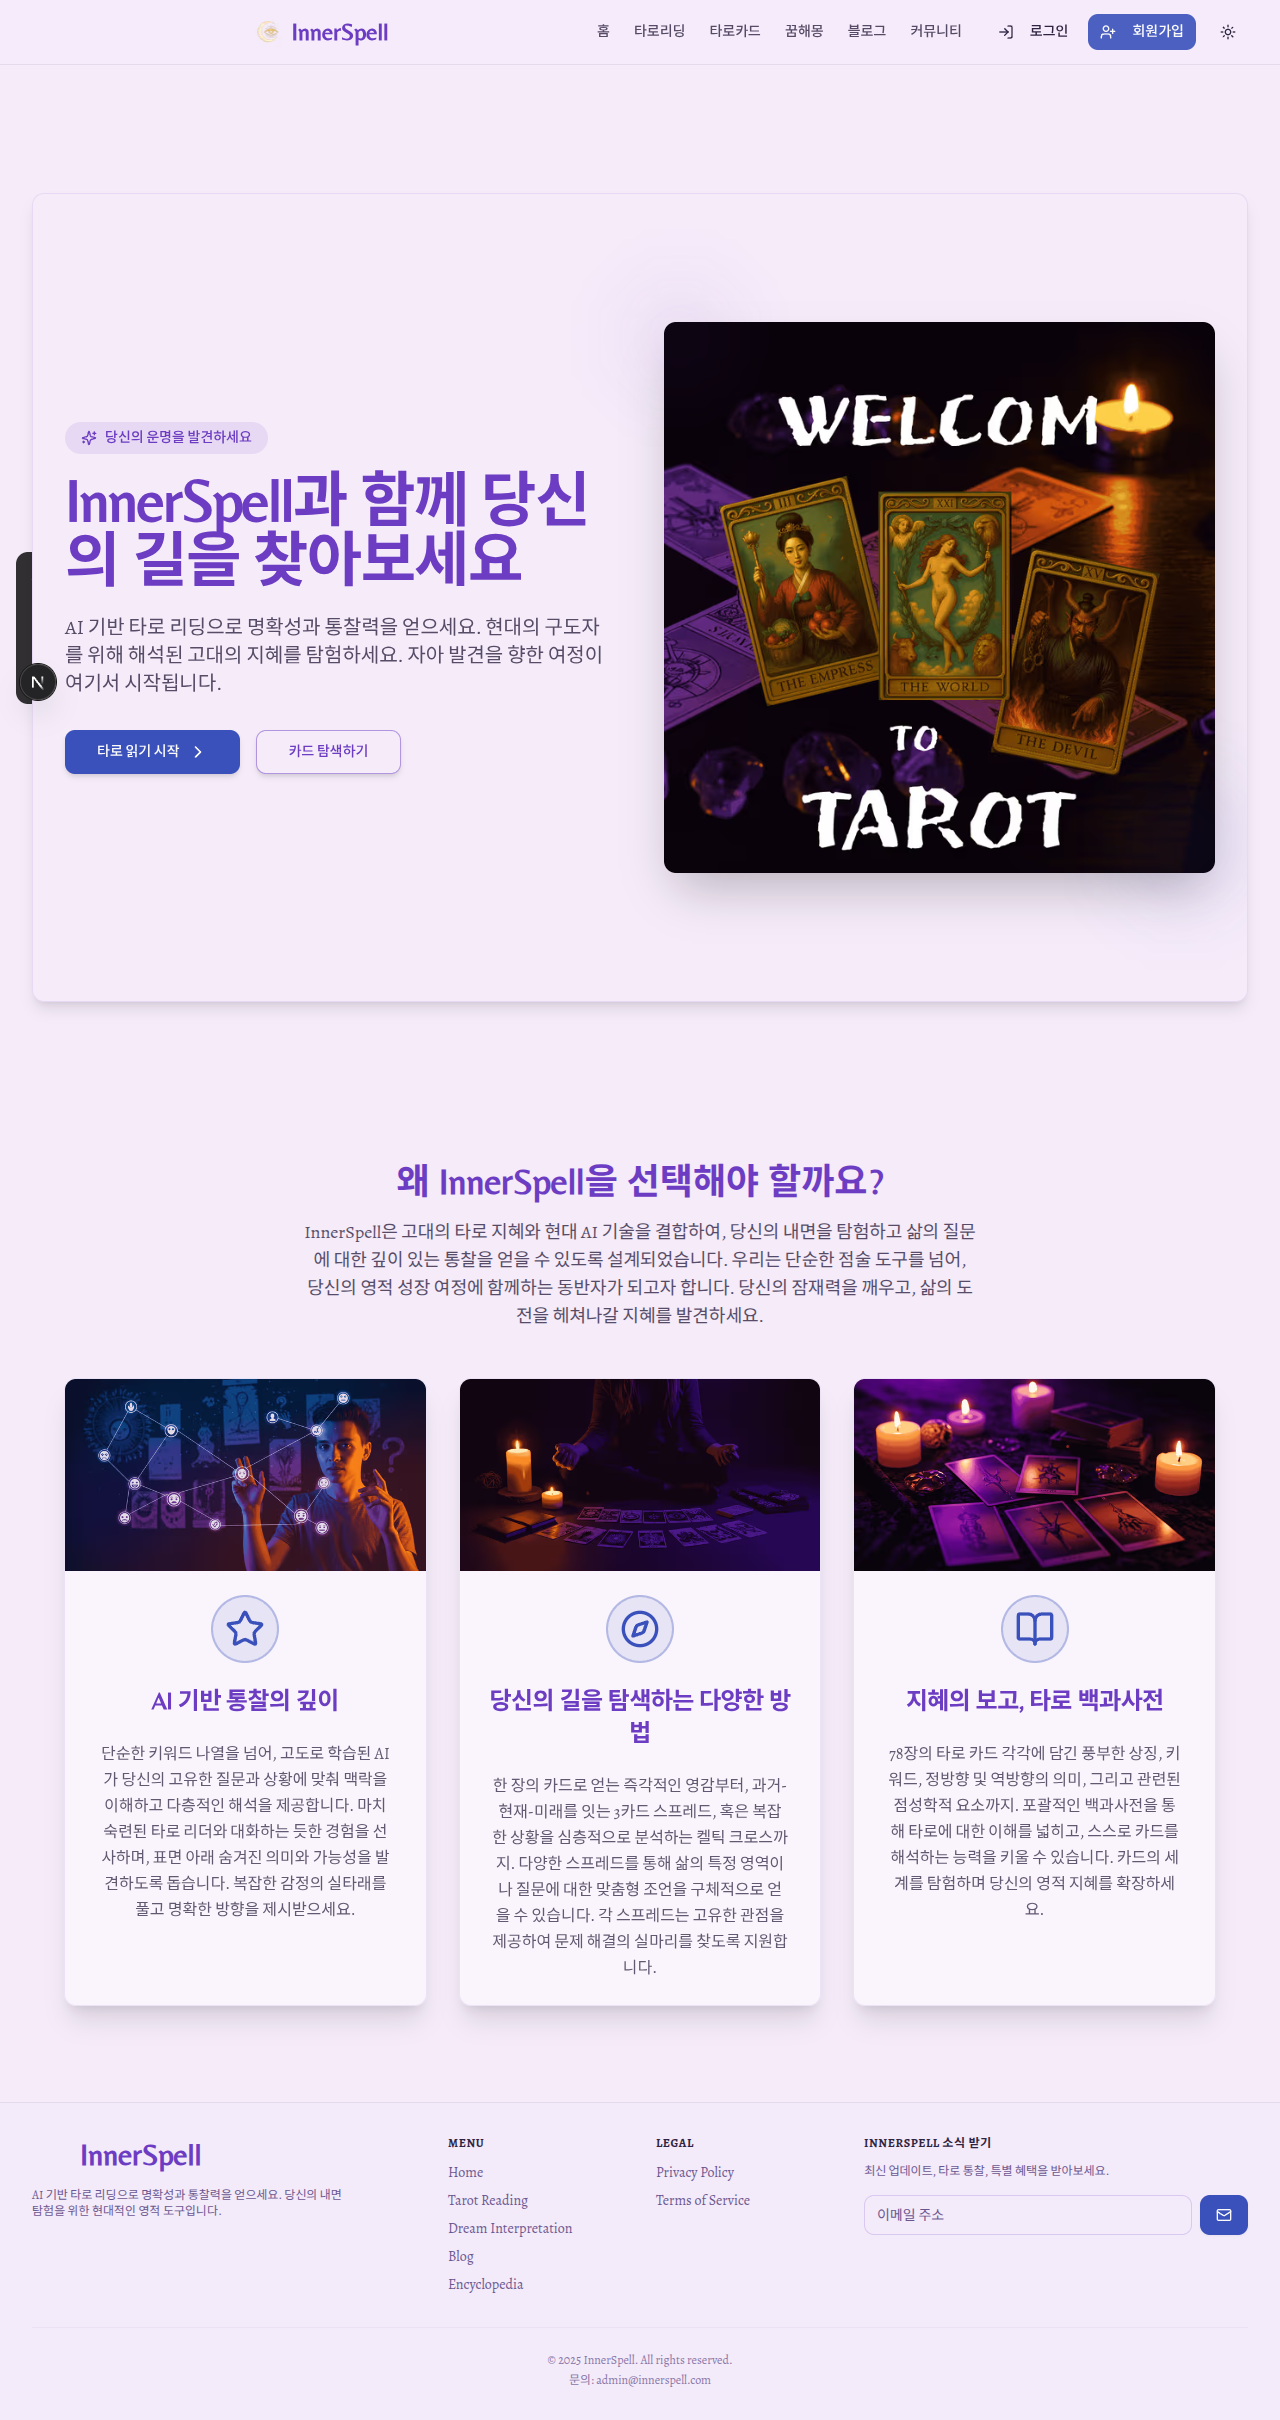 InnerSpell
홈 타로리딩 타로카드 꿈해몽 블로그 커뮤니티 로그인 회원가입
당신의 운명을 발견하세요
InnerSpell과 함께 당신
의 길을 찾아보세요
AI 기반 타로 리딩으로 명확성과 통찰력을 얻으세요. 현대의 구도자
를 위해 해석된 고대의 지혜를 탐험하세요. 자아 발견을 향한 여정이
여기서 시작됩니다.
타로 읽기 시작
카드 탐색하기
N
WELCOM
III
XXI
XV
THE EMPRESS
THE WORLD
THE DEVIL
TO
TAROT
왜 InnerSpell을 선택해야 할까요?
InnerSpell은 고대의 타로 지혜와 현대 AI 기술을 결합하여, 당신의 내면을 탐험하고 삶의 질문
에 대한 깊이 있는 통찰을 얻을 수 있도록 설계되었습니다. 우리는 단순한 점술 도구를 넘어,
당신의 영적 성장 여정에 함께하는 동반자가 되고자 합니다. 당신의 잠재력을 깨우고, 삶의 도
전을 헤쳐나갈 지혜를 발견하세요.
AI 기반 통찰의 깊이
단순한 키워드 나열을 넘어, 고도로 학습된 AI
가 당신의 고유한 질문과 상황에 맞춰 맥락을
이해하고 다층적인 해석을 제공합니다. 마치
숙련된 타로 리더와 대화하는 듯한 경험을 선
사하며, 표면 아래 숨겨진 의미와 가능성을 발
견하도록 돕습니다. 복잡한 감정의 실타래를
풀고 명확한 방향을 제시받으세요.
당신의 길을 탐색하는 다양한 방
법
한 장의 카드로 얻는 즉각적인 영감부터, 과거-
현재-미래를 잇는 3카드 스프레드, 혹은 복잡
한 상황을 심층적으로 분석하는 켈틱 크로스까
지. 다양한 스프레드를 통해 삶의 특정 영역이
나 질문에 대한 맞춤형 조언을 구체적으로 얻
을 수 있습니다. 각 스프레드는 고유한 관점을
제공하여 문제 해결의 실마리를 찾도록 지원합
니다.
지혜의 보고, 타로 백과사전
78장의 타로 카드 각각에 담긴 풍부한 상징, 키
워드, 정방향 및 역방향의 의미, 그리고 관련된
점성학적 요소까지. 포괄적인 백과사전을 통
해 타로에 대한 이해를 넓히고, 스스로 카드를
해석하는 능력을 키울 수 있습니다. 카드의 세
계를 탐험하며 당신의 영적 지혜를 확장하세
요.
InnerSpell
AI 기반 타로 리딩으로 명확성과 통찰력을 얻으세요. 당신의 내면
탐험을 위한 현대적인 영적 도구입니다.
MENU
Home
Tarot Reading
Dream Interpretation
Blog
Encyclopedia
LEGAL
Privacy Policy
Terms of Service
INNERSPELL 소식 받기
최신 업데이트, 타로 통찰, 특별 혜택을 받아보세요.
이메일 주소
© 2025 InnerSpell. All rights reserved.
문의: admin@innerspell.com